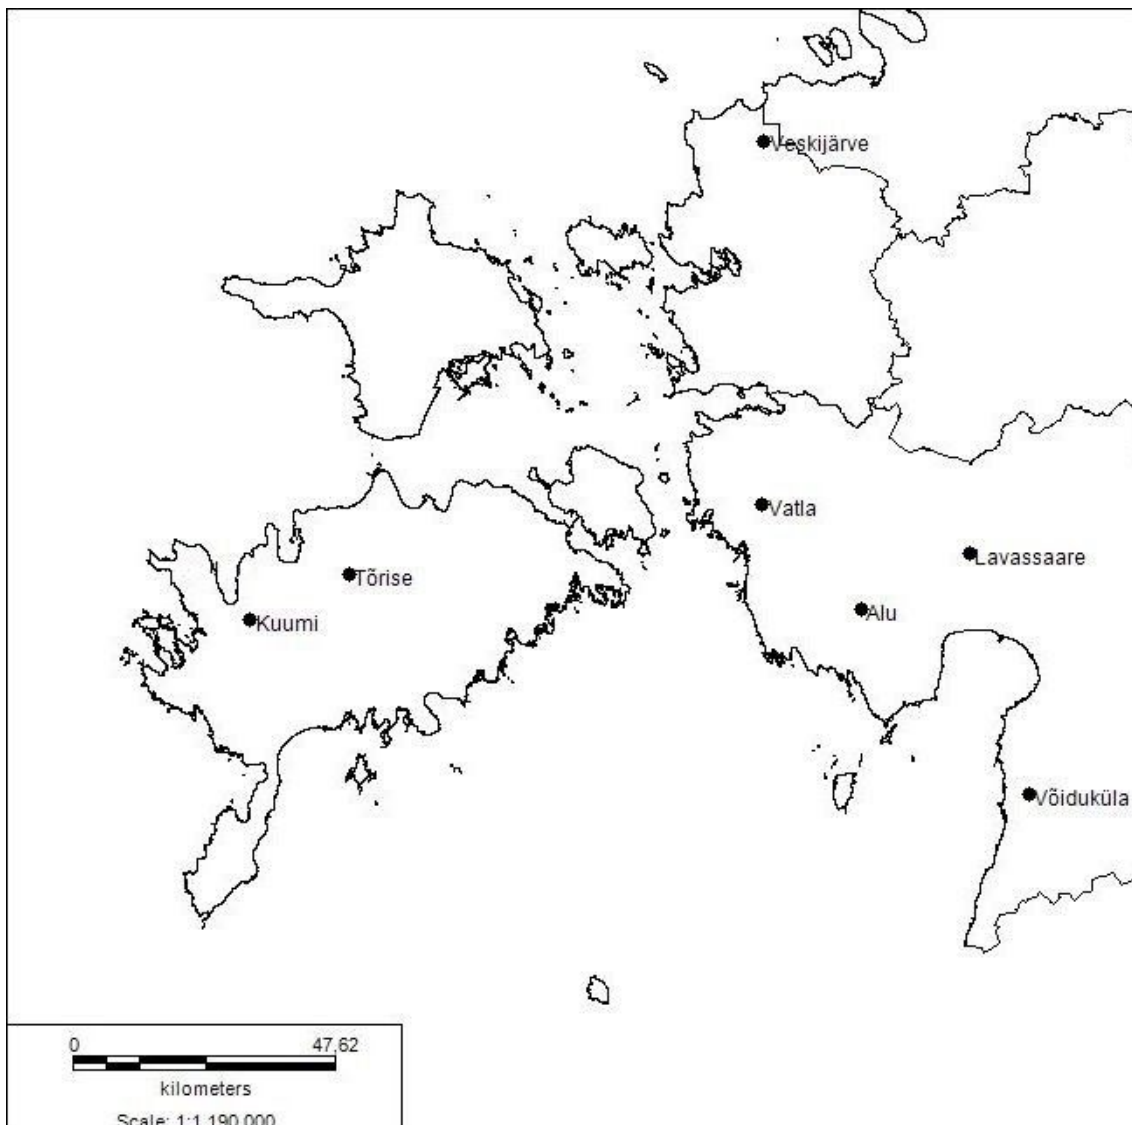 Veskijärve
Vatla
Lavassaare
Tõrise
Alu
Kuumi
Võiduküla
0 47,62
kilometers
Scale: 1:1 190 000